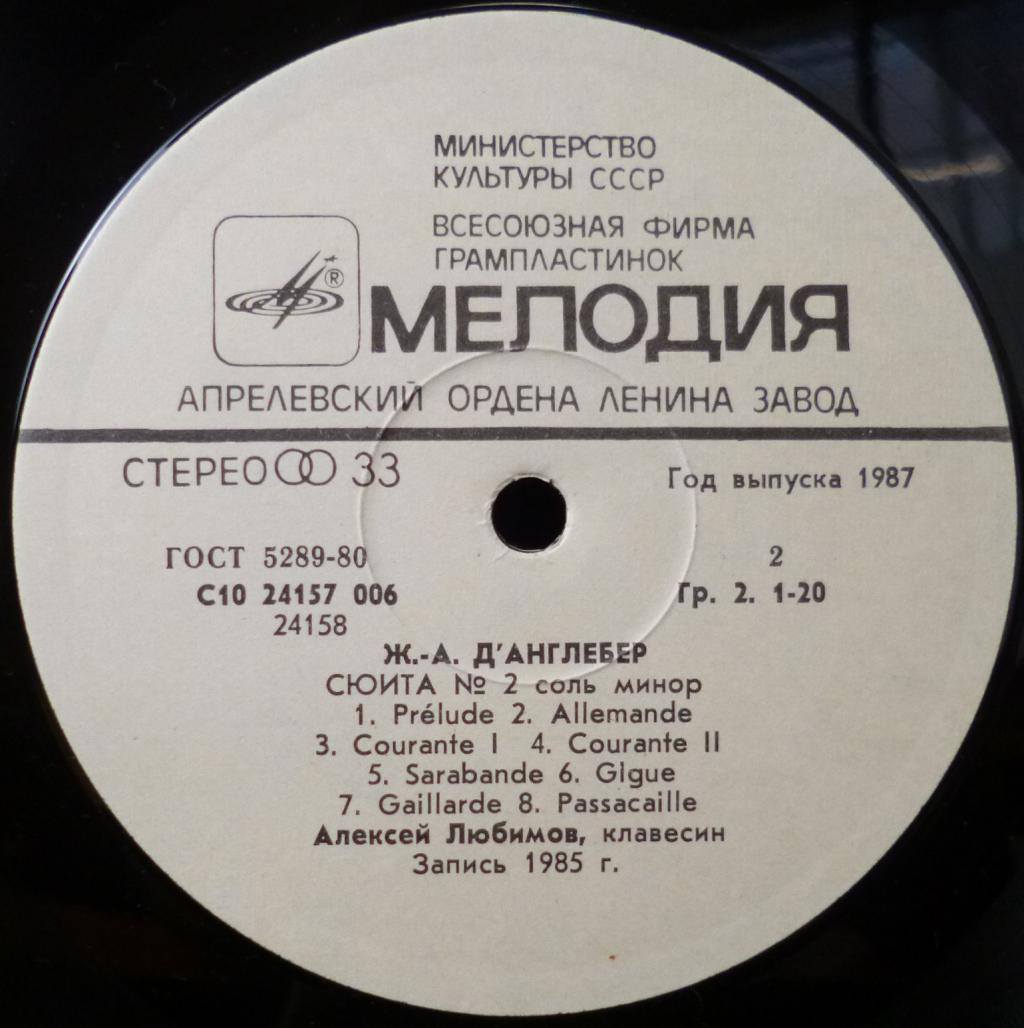 МИНИСТЕРСТВО
КУЛЬТУРЫ СССР
ВСЕСОЮЗНАЯ ФИРМА
ГРАМПЛАСТИНОК
®
МЕЛОДИЯ
АПРЕЛЕВСКИЙ ОРДЕНА ЛЕНИНА ЗАВОД
СТЕРЕО 33
Год выпуска 1987
ГОСТ 5289-80
2
С10 24157 006
Гр. 2. 1-20
24158
Ж.-А. Д'АНГЛЕБЕР
СЮИТА № 2 соль минор
1. Prélude 2. Allemande
3. Courante I 4. Courante II
5. Sarabande 6. Gigue
7. Gaillarde 8. Passacaille
Алексей Любимов, клавесин
Запись 1985 г.